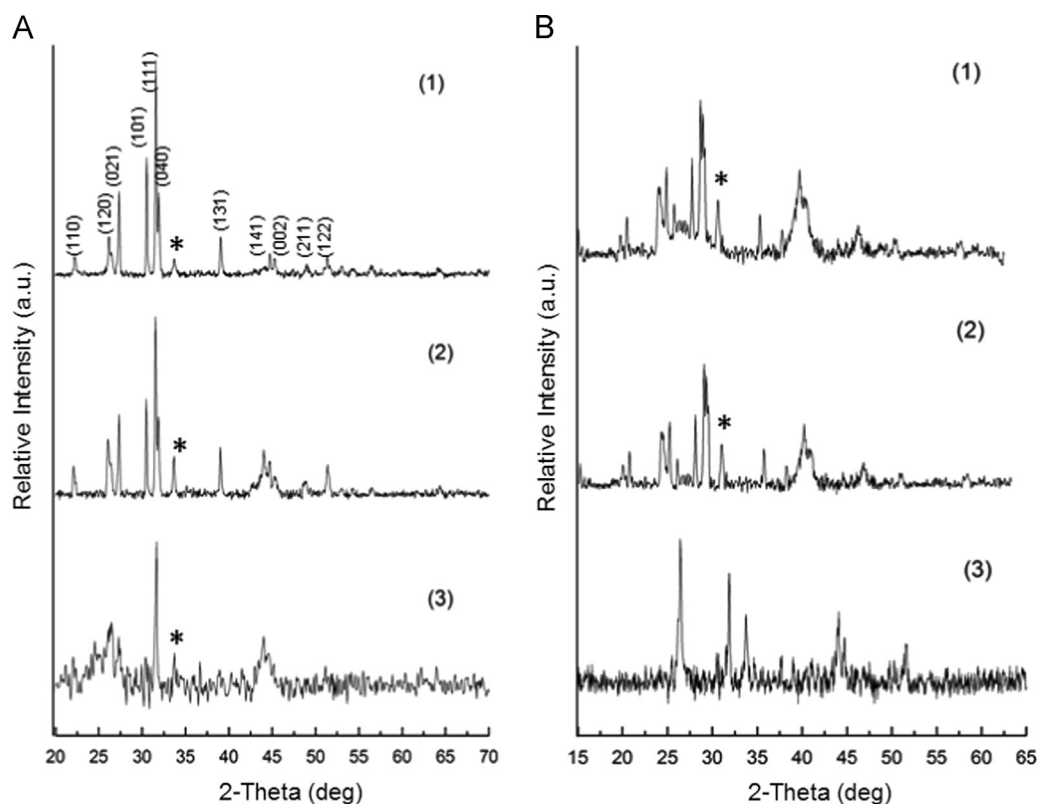 A
(110)
(120)
(021)
(101)
(111)
(040)
*
(131)
(141)
(002)
(211)
(122)
(1)
*
(2)
*
(3)
Relative Intensity (a.u.)
20 25 30 35 40 45 50 55 60 65 70
2-Theta (deg)
B
(1)
*
(2)
*
(3)
Relative Intensity (a.u.)
15 20 25 30 35 40 45 50 55 60 65
2-Theta (deg)